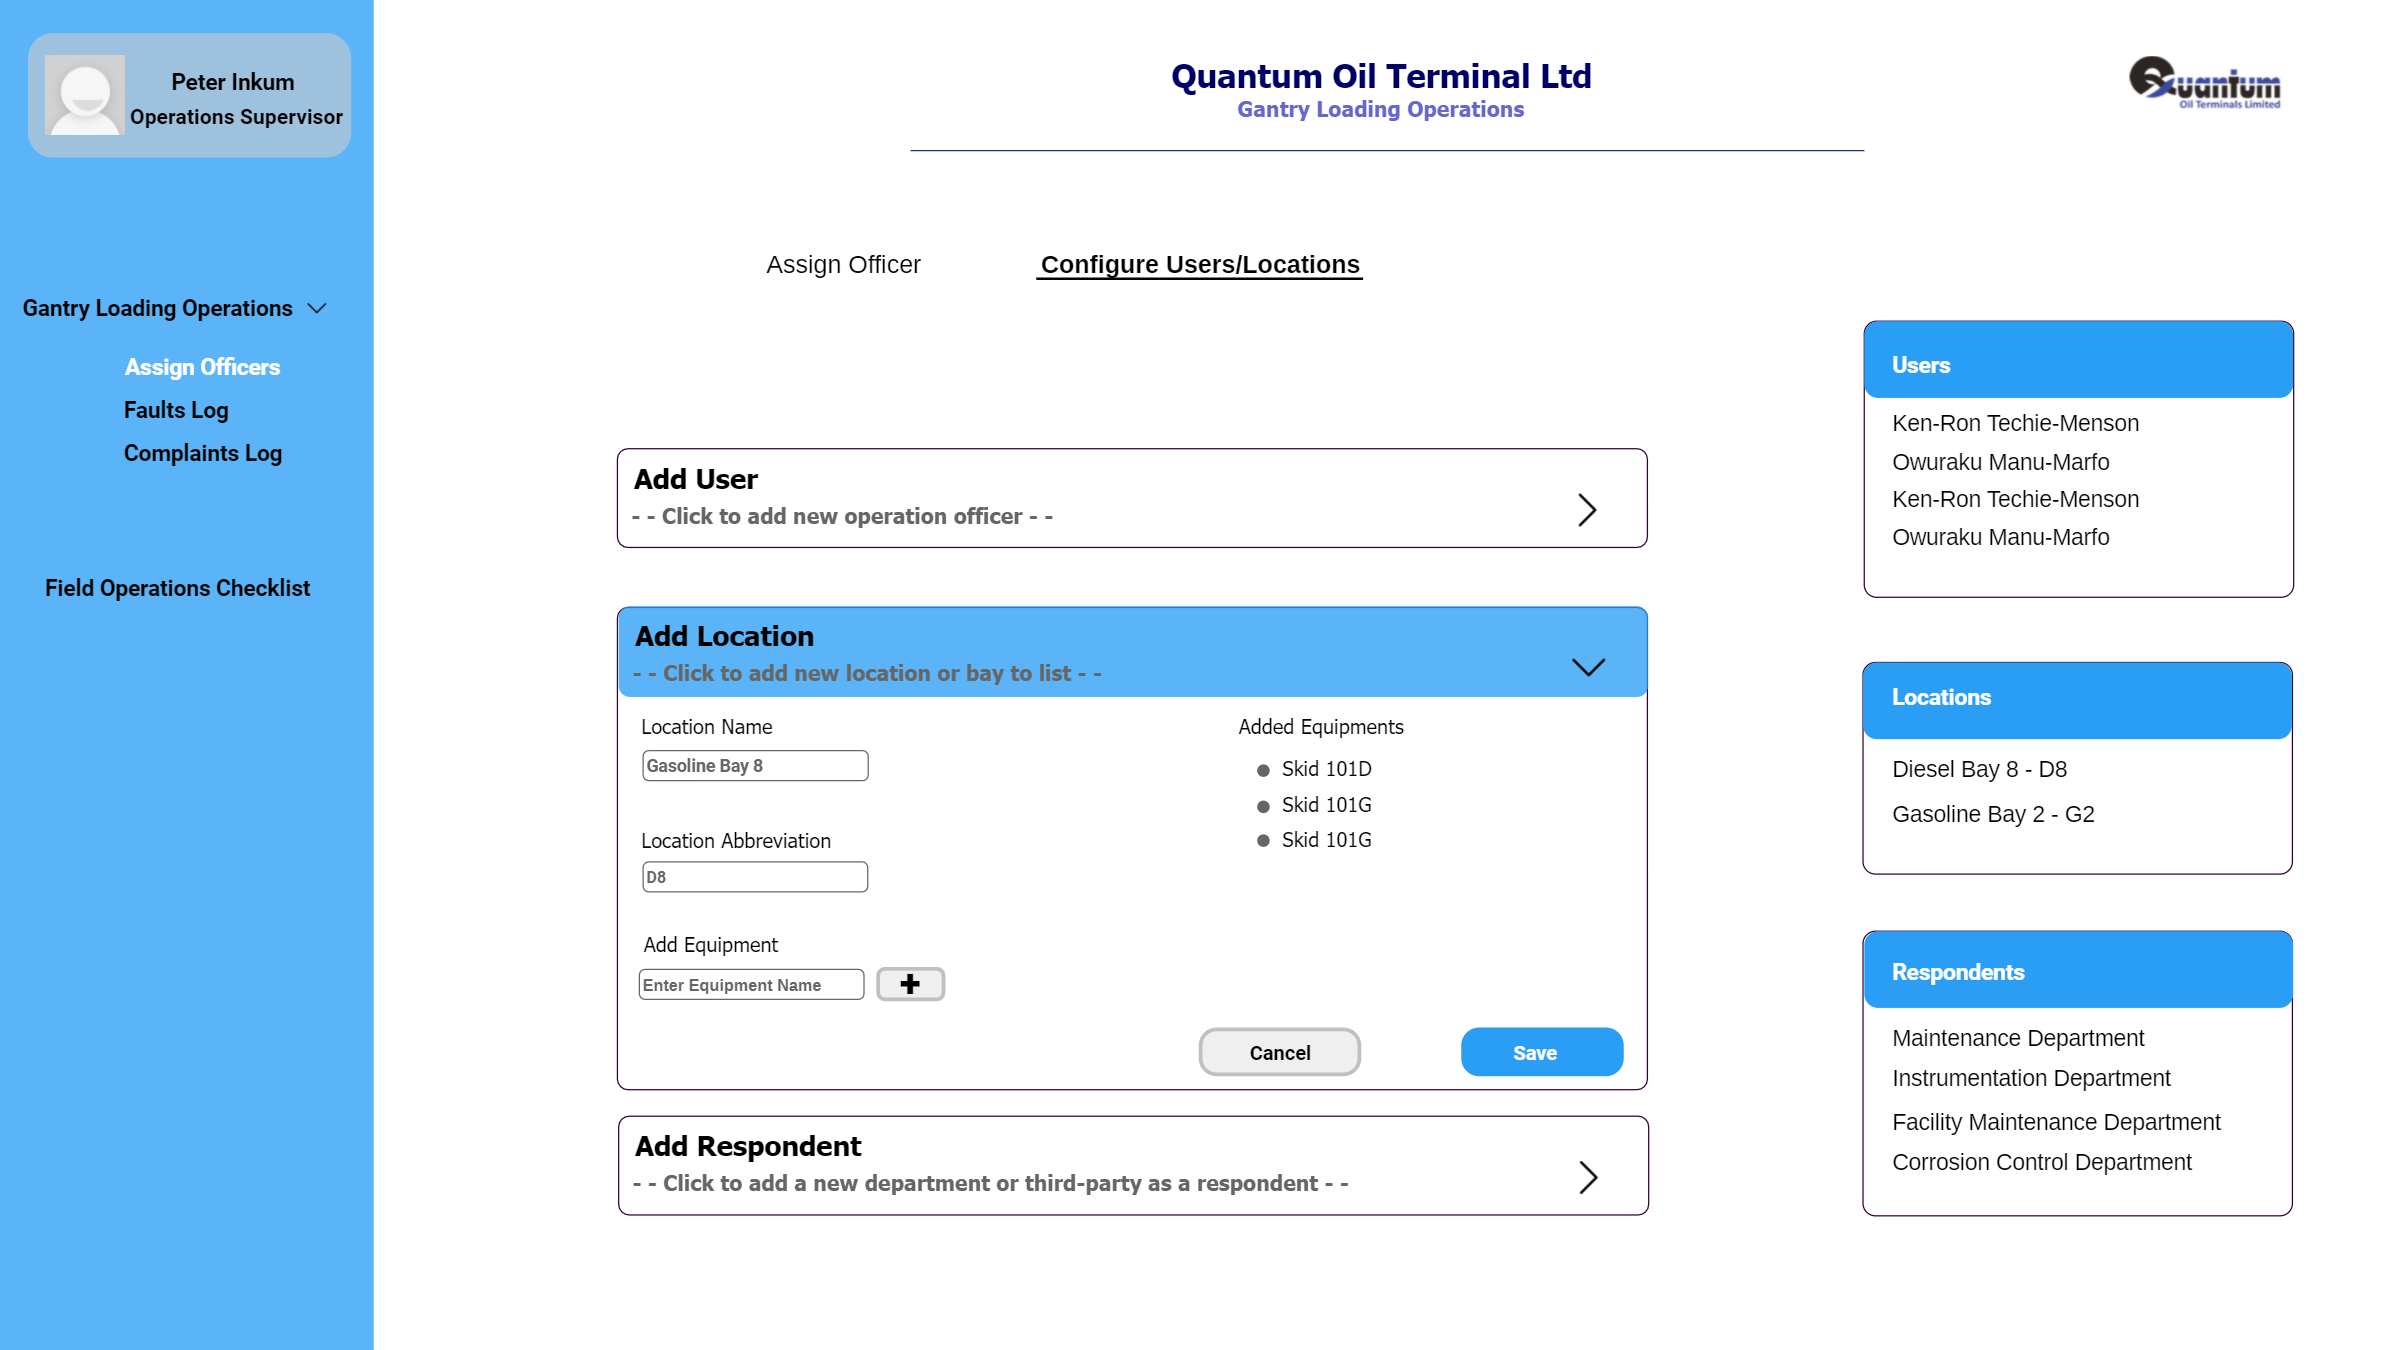 Peter Inkum
Operations Supervisor
Gantry Loading Operations
Assign Officers
Faults Log
Complaints Log
Field Operations Checklist
Quantum Oil Terminal Ltd
Gantry Loading Operations
Quantum
Oil Terminals Limited
Assign Officer
Configure Users/Locations
Add User
- - Click to add new operation officer - -
Add Location
- - Click to add new location or bay to list - -
Location Name
Gasoline Bay 8
Location Abbreviation
D8
Add Equipment
Enter Equipment Name
+
Added Equipments
Skid 101D
Skid 101G
Skid 101G
Cancel
Save
Add Respondent
- - Click to add a new department or third-party as a respondent - -
Users
Ken-Ron Techie-Menson
Owuraku Manu-Marfo
Ken-Ron Techie-Menson
Owuraku Manu-Marfo
Locations
Diesel Bay 8 - D8
Gasoline Bay 2 - G2
Respondents
Maintenance Department
Instrumentation Department
Facility Maintenance Department
Corrosion Control Department